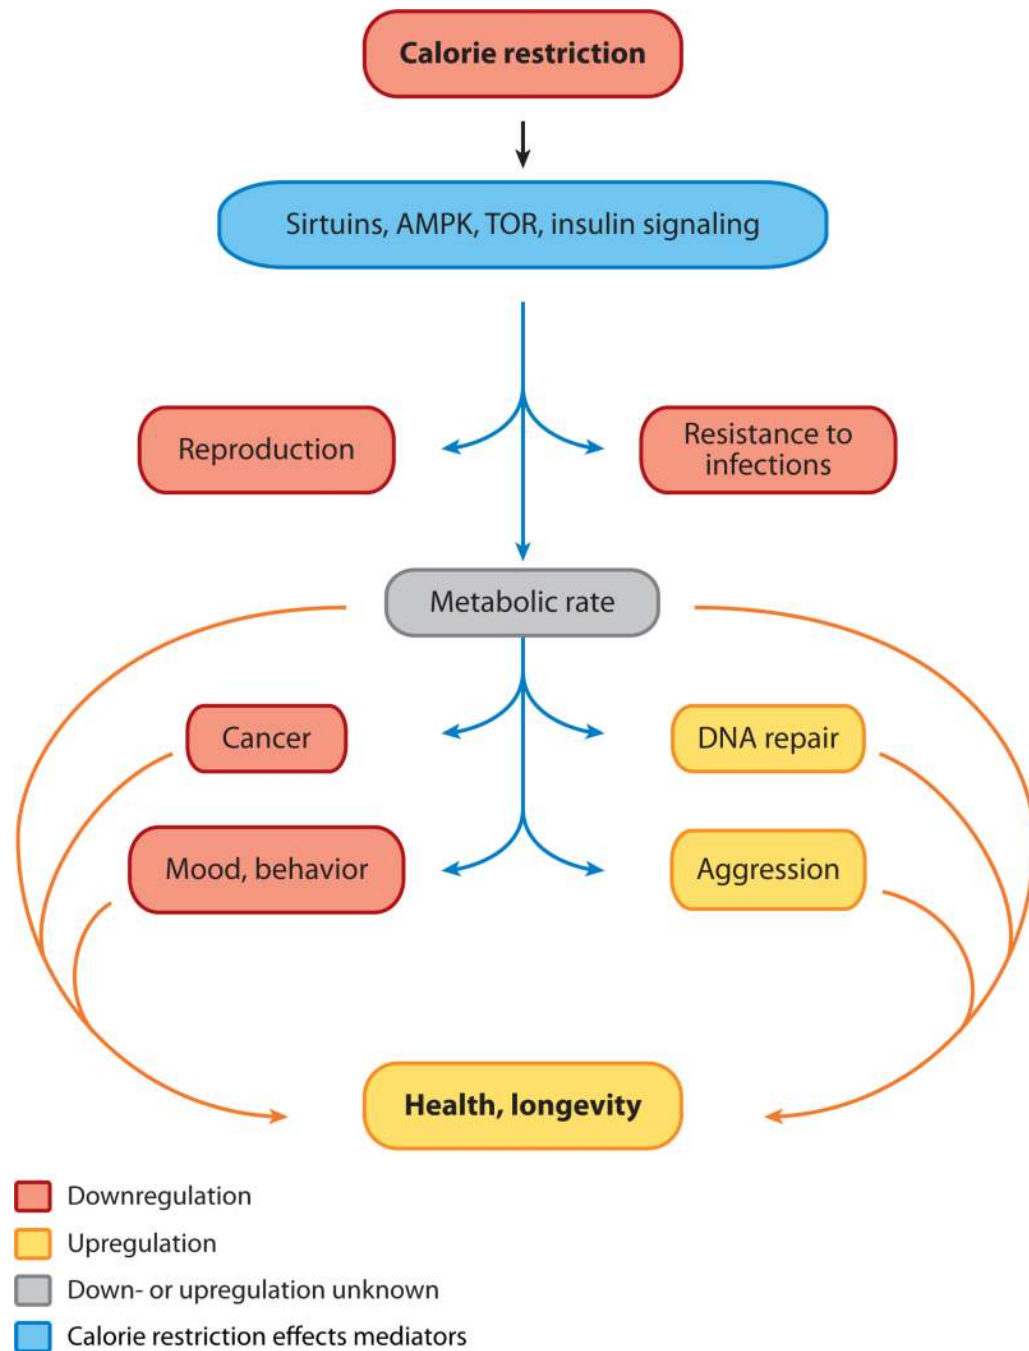 Calorie restriction
Sirtuins, AMPK, TOR, insulin signaling
Reproduction
Resistance to
infections
Metabolic rate
Cancer
DNA repair
Mood, behavior
Aggression
Health, longevity
Downregulation
Upregulation
Down- or upregulation unknown
Calorie restriction effects mediators